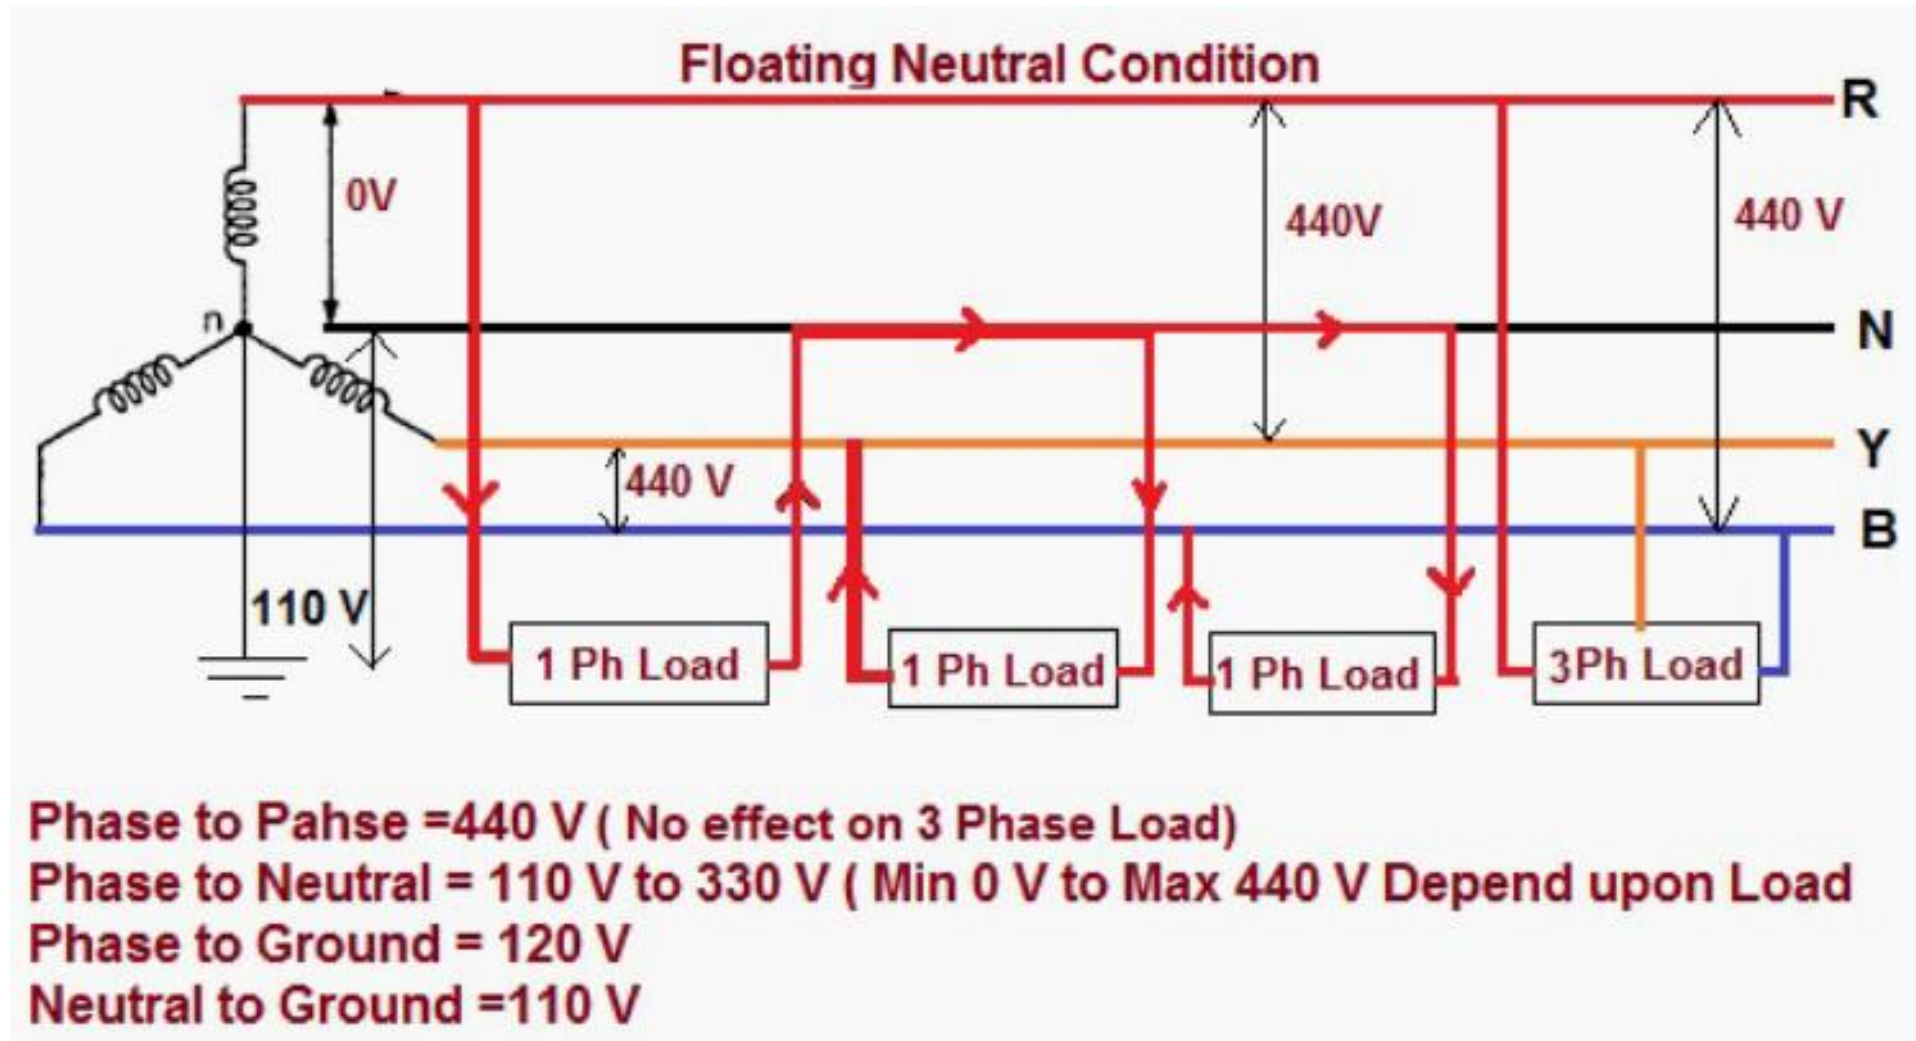 Floating Neutral Condition
R
0V
440V
440 V
n
N
440 V
Y
B
110 V
1 Ph Load
1 Ph Load
1 Ph Load
3Ph Load
Phase to Pahse =440 V ( No effect on 3 Phase Load)
Phase to Neutral = 110 V to 330 V ( Min 0 V to Max 440 V Depend upon Load
Phase to Ground = 120 V
Neutral to Ground =110 V